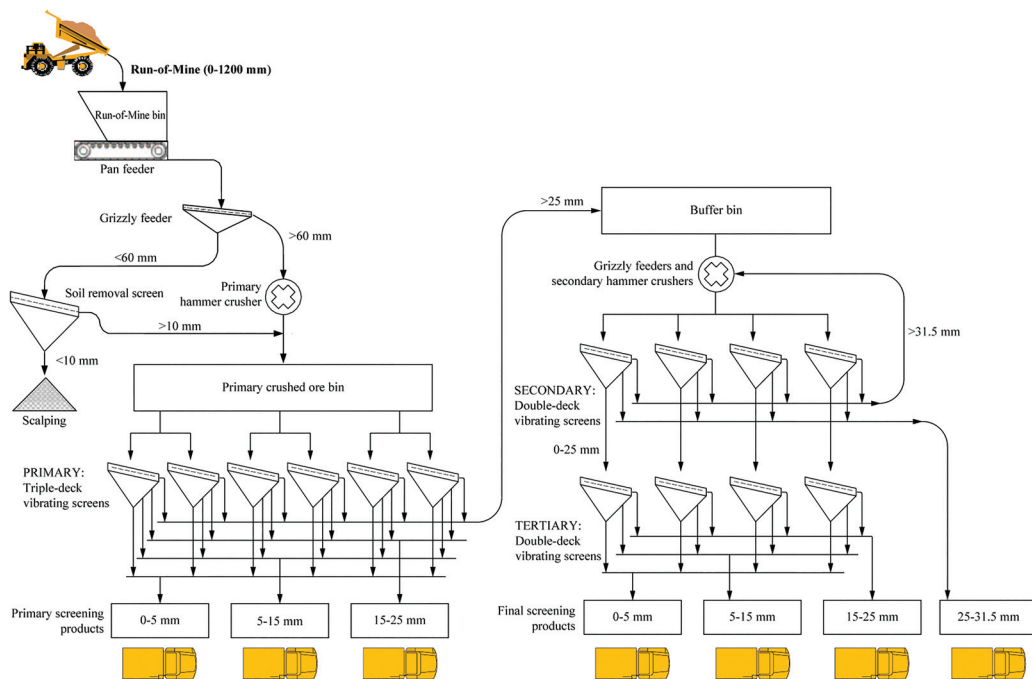 Run-of-Mine (0-1200 mm)
Run-of-Mine bin
Pan feeder
Grizzly feeder
>60 mm
<60 mm
Soil removal screen
Primary
hammer crusher
>10 mm
<10 mm
Scalping
Primary crushed ore bin
PRIMARY:
Triple-deck
vibrating screens
Primary screening
products
0-5 mm
5-15 mm
15-25 mm
>25 mm
Buffer bin
Grizzly feeders and
secondary hammer crushers
>31.5 mm
SECONDARY:
Double-deck
vibrating screens
0-25 mm
TERTIARY:
Double-deck
vibrating screens
Final screening
products
0-5 mm
5-15 mm
15-25 mm
25-31.5 mm